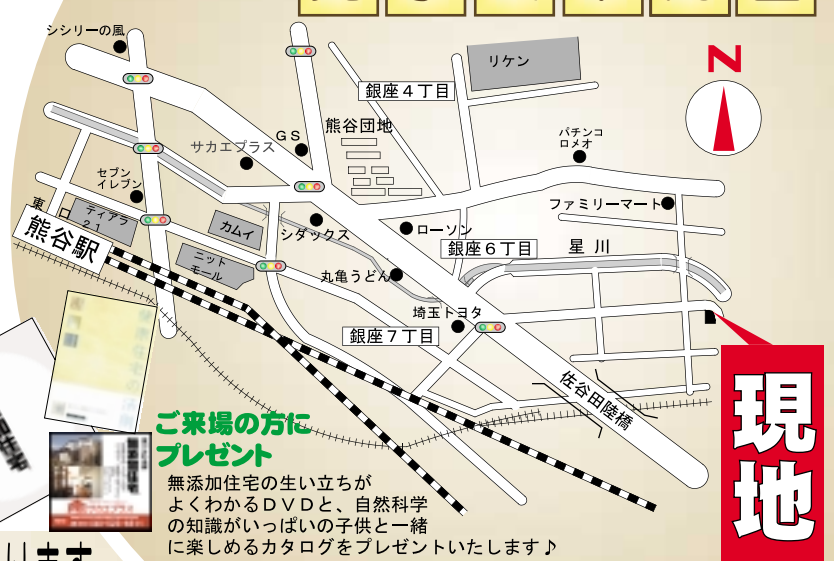 シシリーの風
リケン
N
銀座４丁目
熊谷団地
ＧＳ
サカエプラス
パチンコ
ロメオ
セブン
イレブン
ファミリーマート
東
口
ティアラ
２１
カムイ
シダックス
ローソン
銀座６丁目
星川
熊谷駅
ニット
モール
丸亀うどん
埼玉トヨタ
銀座７丁目
佐谷田陸橋
現地
ご来場の方に
プレゼント
無添加住宅の生い立ちが
よくわかるＤＶＤと、自然科学
の知識がいっぱいの子供と一緒
に楽しめるカタログをプレゼントいたします♪
ります